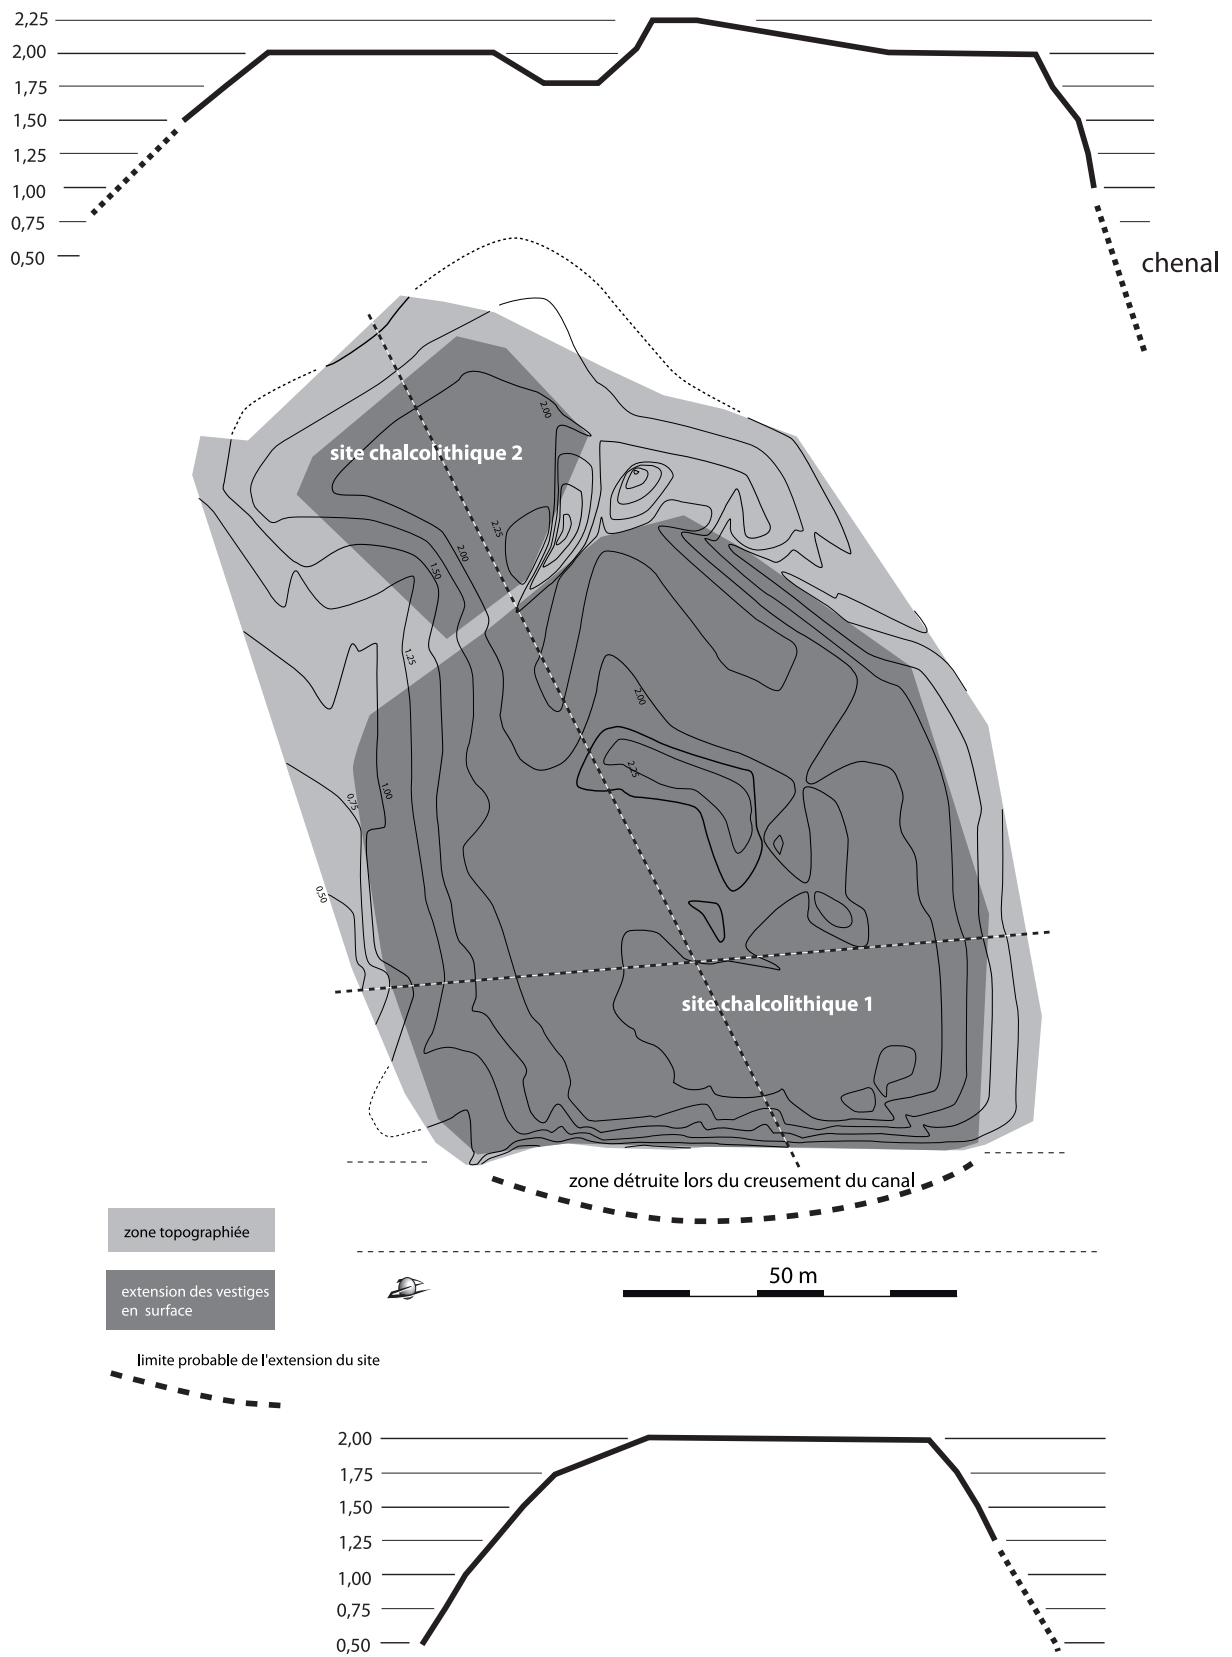 2,25
2,00
1,75
1,50
1,25
1,00
0,75
0,50
chenal
2.00
site chalcolithique 2
2.25
2.00
1.50
1.25
2.00
2.25
1.00
0,75
0,50
site chalcolithique 1
zone détruite lors du creusement du canal
zone topographiée
50 m
extension des vestiges
en surface
limite probable de l'extension du site
2,00
1,75
1,50
1,25
1,00
0,75
0,50